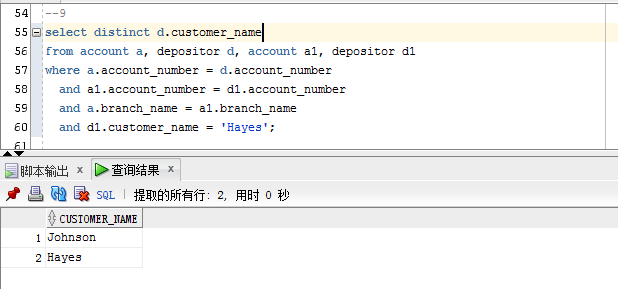 54 --9
55 select distinct d.customer_name
56 from account a, depositor d, account a1, depositor d1
57 where a.account_number = d.account_number
58 and a1.account_number = d1.account_number
59 and a.branch_name = a1.branch_name
60 and d1.customer_name = 'Hayes';
61
脚本输出 x 查询结果 x
SQL | 提取的所有行: 2, 用时 0 秒
CUSTOMER_NAME
1 Johnson
2 Hayes